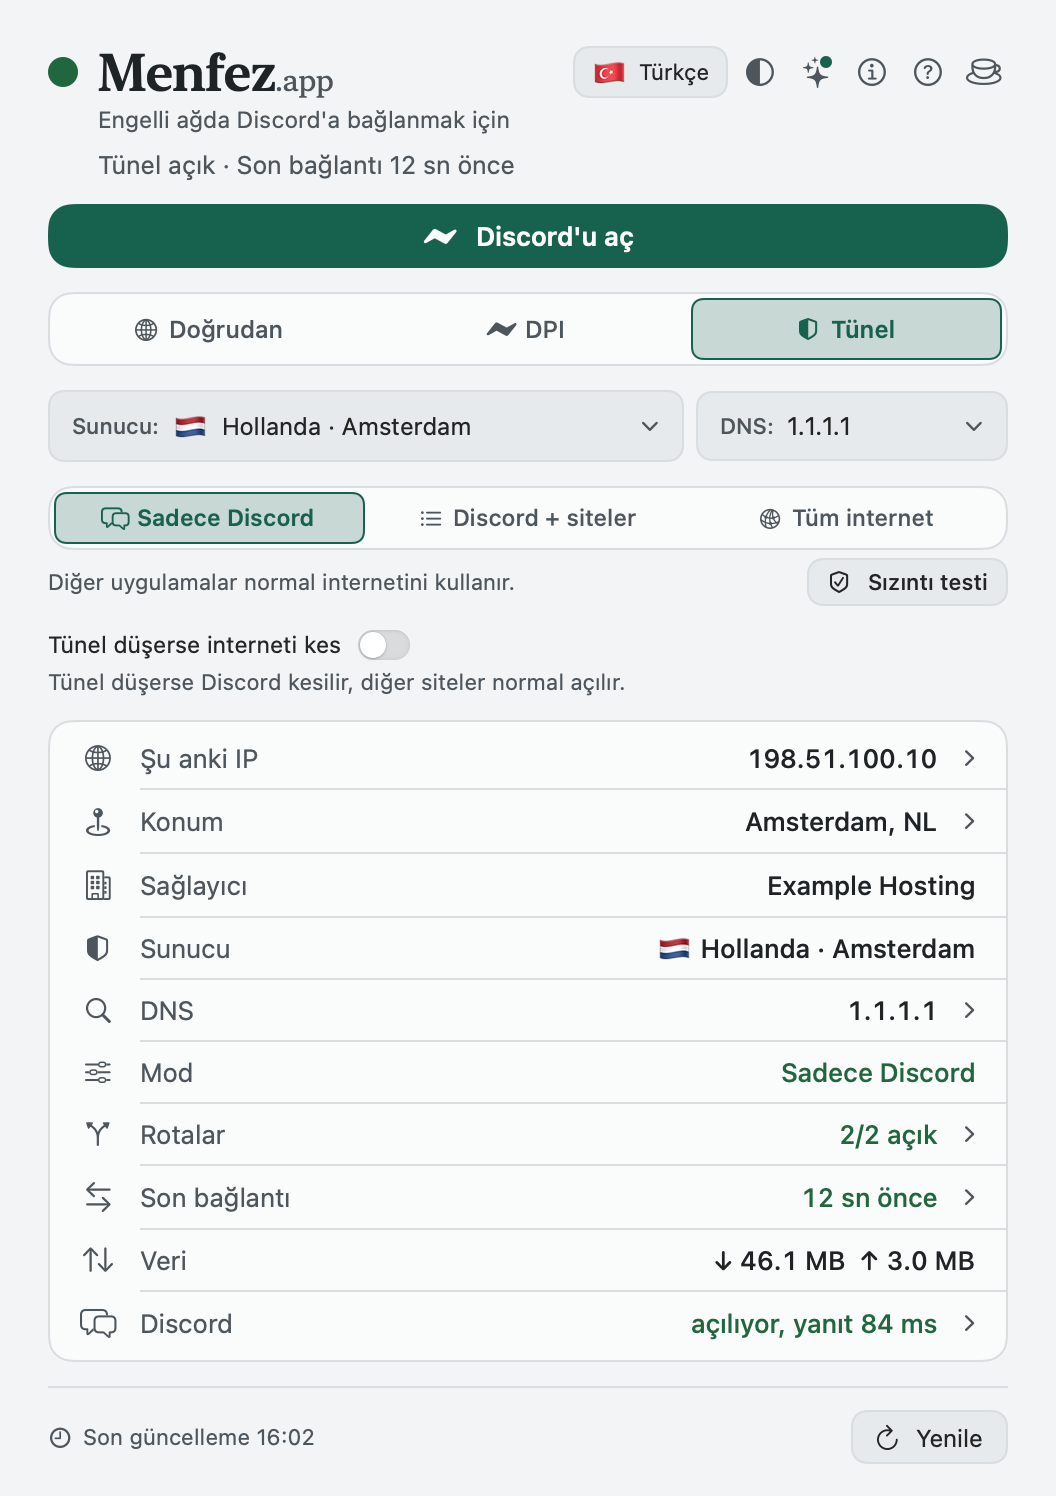 Menfez.app
Türkçe
Engelli ağda Discord'a bağlanmak için
Tünel açık · Son bağlantı 12 sn önce
Discord'u aç
Doğrudan
DPI
Tünel
Sunucu: Hollanda · Amsterdam
DNS: 1.1.1.1
Sadece Discord
Discord + siteler
Tüm internet
Diğer uygulamalar normal internetini kullanır.
Sızıntı testi
Tünel düşerse interneti kes
Tünel düşerse Discord kesilir, diğer siteler normal açılır.
Şu anki IP 198.51.100.10
Konum Amsterdam, NL
Sağlayıcı Example Hosting
Sunucu Hollanda · Amsterdam
DNS 1.1.1.1
Mod Sadece Discord
Rotalar 2/2 açık
Son bağlantı 12 sn önce
Veri ↓ 46.1 MB ↑ 3.0 MB
Discord açılıyor, yanıt 84 ms
Son güncelleme 16:02
Yenile